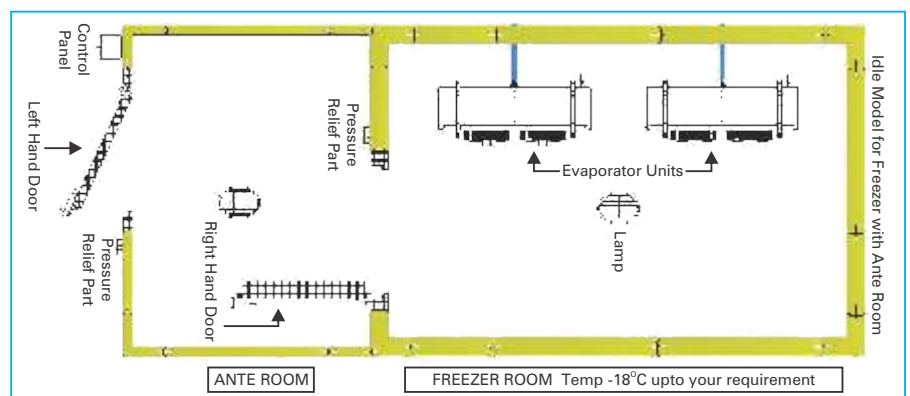 Control
Panel
Left Hand Door
Pressure
Relief Part
Pressure
Relief Part
Right Hand Door
Evaporator Units
Lamp
Idle Model for Freezer with Ante Room
ANTE ROOM
FREEZER ROOM Temp -18°C upto your requirement